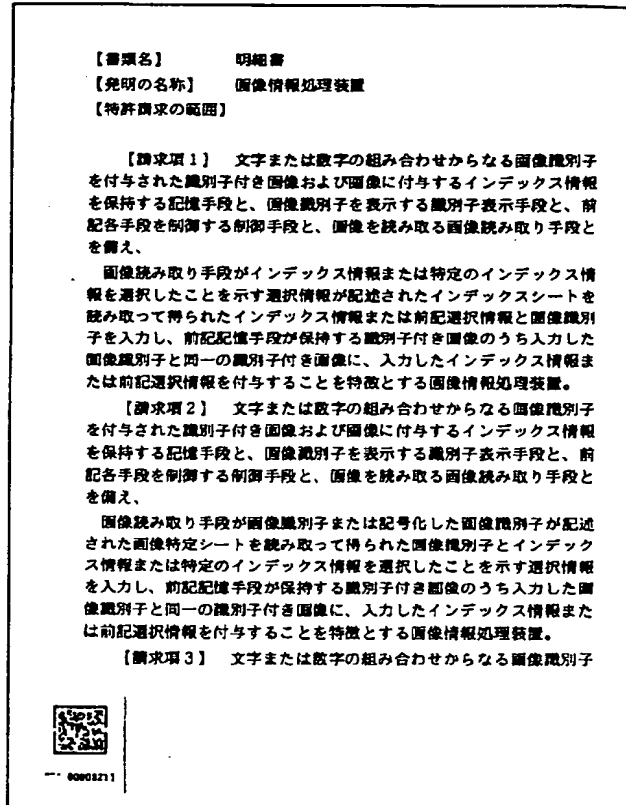 【書類名】　　　明細書
【発明の名称】　画像情報処理装置
【特許請求の範囲】
【請求項1】　文字または数字の組み合わせからなる画像識別子
を付与された識別子付き画像および画像に付与するインデックス情報
を保持する記憶手段と、画像識別子を表示する識別子表示手段と、前
記各手段を制御する制御手段と、画像を読み取る画像読み取り手段と
を備え、
画像読み取り手段がインデックス情報または特定のインデックス情
報を選択したことを示す選択情報が記述されたインデックスシートを
読み取って得られたインデックス情報または前記選択情報と画像識別
子を入力し、前記記憶手段が保持する識別子付き画像のうち入力した
画像識別子と同一の識別子付き画像に、入力したインデックス情報ま
たは前記選択情報を付与することを特徴とする画像情報処理装置。
【請求項2】　文字または数字の組み合わせからなる画像識別子
を付与された識別子付き画像および画像に付与するインデックス情報
を保持する記憶手段と、画像識別子を表示する識別子表示手段と、前
記各手段を制御する制御手段と、画像を読み取る画像読み取り手段と
を備え、
画像読み取り手段が画像識別子または記号化した画像識別子が記述
された画像特定シートを読み取って得られた画像識別子とインデック
ス情報または特定のインデックス情報を選択したことを示す選択情報
を入力し、前記記憶手段が保持する識別子付き画像のうち入力した画
像識別子と同一の識別子付き画像に、入力したインデックス情報また
は前記選択情報を付与することを特徴とする画像情報処理装置。
【請求項3】　文字または数字の組み合わせからなる画像識別子